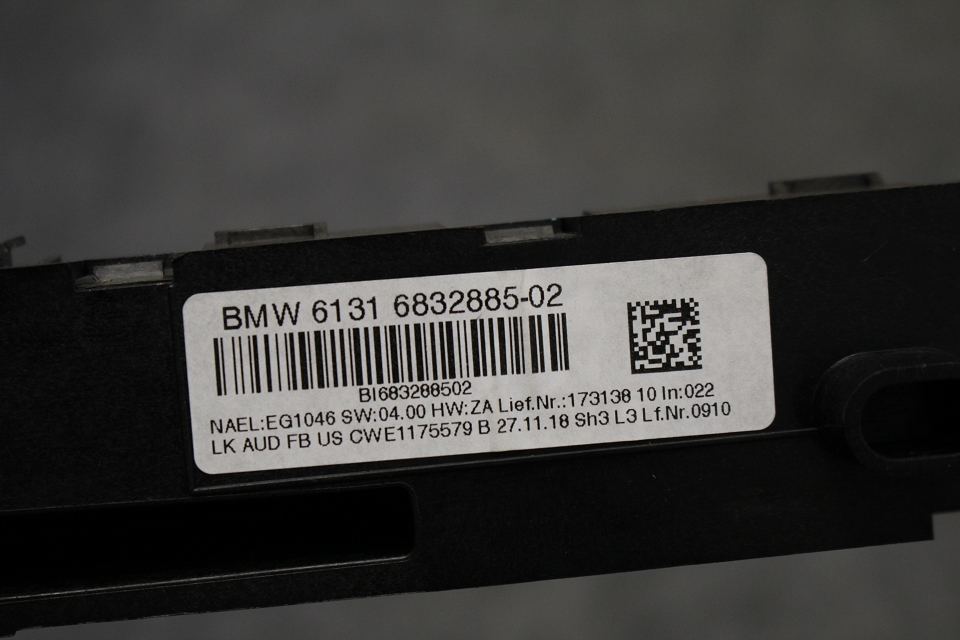 BMW 6131 6832885-02
BI683288502
NAEL:EG1046 SW:04.00 HW:ZA Lief.Nr.:173138 10 In:022
LK AUD FB US CWE1175579 B 27.11.18 Sh3 L3 Lf.Nr.0910